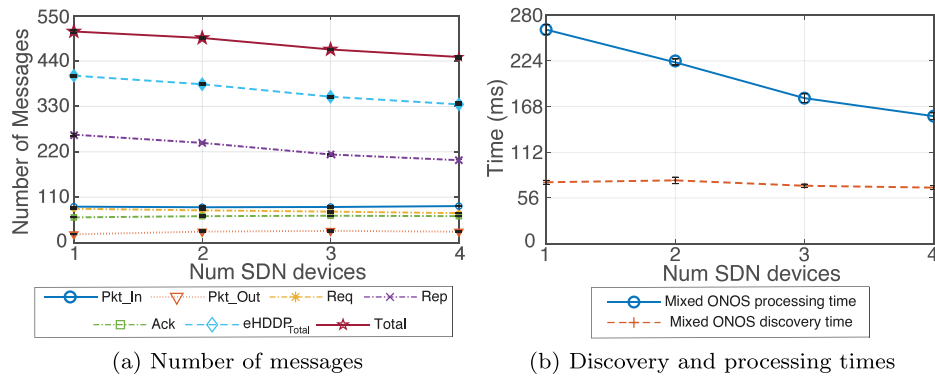 550
440
330
220
110
0
Number of Messages
1 2 3 4
Num SDN devices
Pkt_In Pkt_Out Req Rep
Ack eHDDP_Total Total
(a) Number of messages
280
224
168
112
56
0
Time (ms)
1 2 3 4
Num SDN devices
Mixed ONOS processing time
Mixed ONOS discovery time
(b) Discovery and processing times